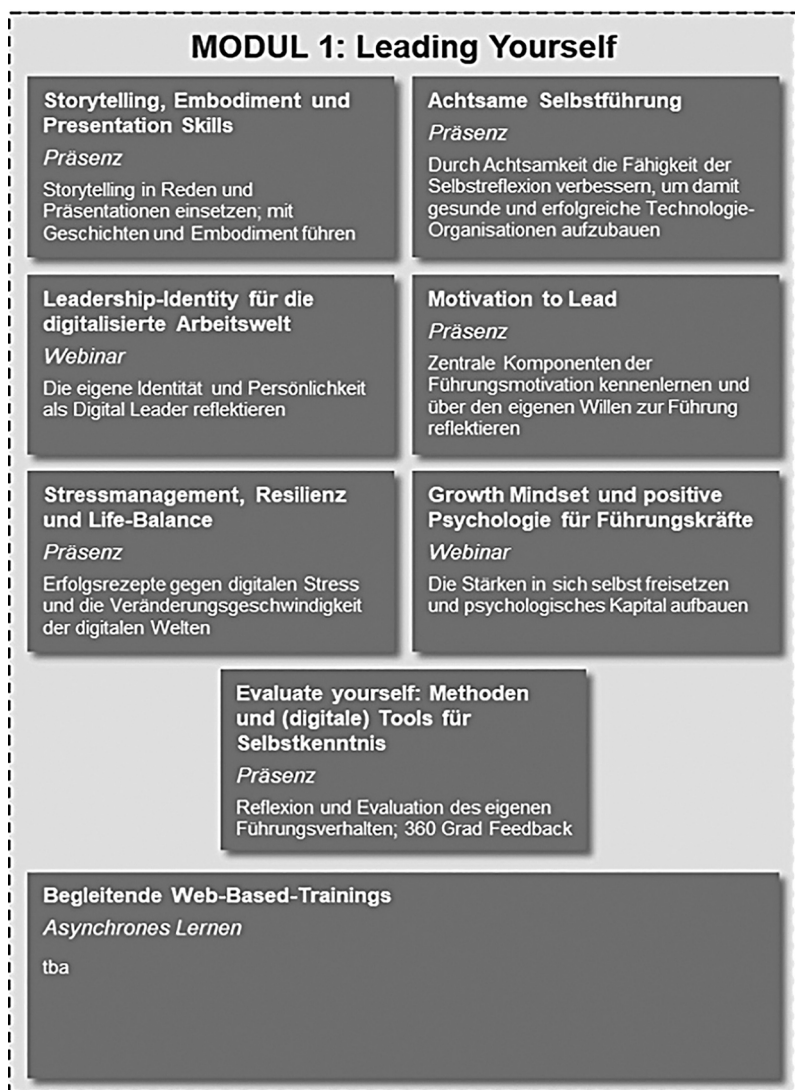 MODUL 1: Leading Yourself
Storytelling, Embodiment und
Presentation Skills
Präsenz
Storytelling in Reden und
Präsentationen einsetzen; mit
Geschichten und Embodiment führen
Achtsame Selbstführung
Präsenz
Durch Achtsamkeit die Fähigkeit der
Selbstreflexion verbessern, um damit
gesunde und erfolgreiche Technologie-
Organisationen aufzubauen
Leadership-Identity für die
digitalisierte Arbeitswelt
Webinar
Die eigene Identität und Persönlichkeit
als Digital Leader reflektieren
Motivation to Lead
Präsenz
Zentrale Komponenten der
Führungsmotivation kennenlernen und
über den eigenen Willen zur Führung
reflektieren
Stressmanagement, Resilienz
und Life-Balance
Präsenz
Erfolgsrezepte gegen digitalen Stress
und die Veränderungsgeschwindigkeit
der digitalen Welten
Growth Mindset und positive
Psychologie für Führungskräfte
Webinar
Die Stärken in sich selbst freisetzen
und psychologisches Kapital aufbauen
Evaluate yourself: Methoden
und (digitale) Tools für
Selbstkenntnis
Präsenz
Reflexion und Evaluation des eigenen
Führungsverhalten; 360 Grad Feedback
Begleitende Web-Based-Trainings
Asynchrones Lernen
tba